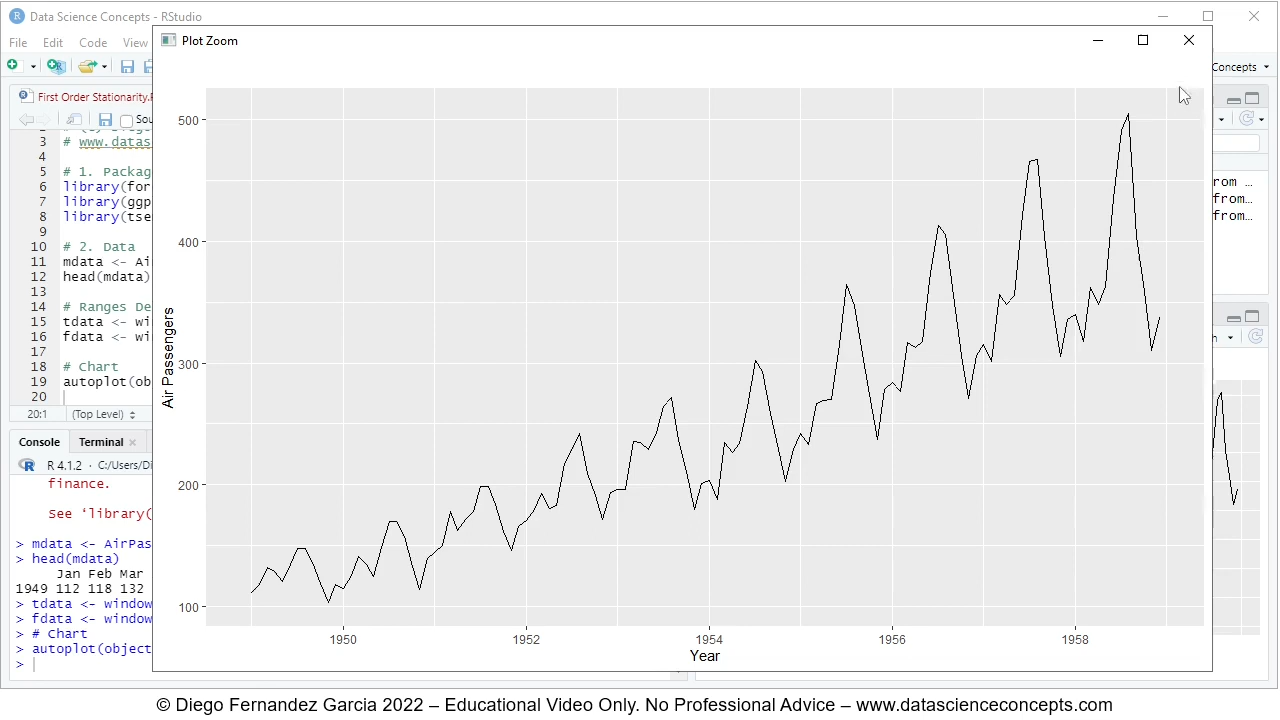 Data Science Concepts - RStudio
Plot Zoom
File Edit Code View
Concepts
First Order Stationarity.R
Sou
3 # www.datas
4
5 # 1. Packag
6 library(for
7 library(ggp
8 library(tse
9
10 # 2. Data
11 mdata <- Ai
12 head(mdata)
13
14 # Ranges De
15 tdata <- wi
16 fdata <- wi
17
18 # Chart
19 autoplot(ob
20
20:1 (Top Level)
Console Terminal
R 4.1.2 · C:/Users/Di
finance.
See ‘library(
> mdata <- AirPas
> head(mdata)
Jan Feb Mar
1949 112 118 132
> tdata <- window
> fdata <- window
> # Chart
> autoplot(object
>
500
400
300
200
100
Air Passengers
1950 1952 1954 1956 1958
Year
rom …
from…
from…
© Diego Fernandez Garcia 2022 – Educational Video Only. No Professional Advice – www.datascienceconcepts.com